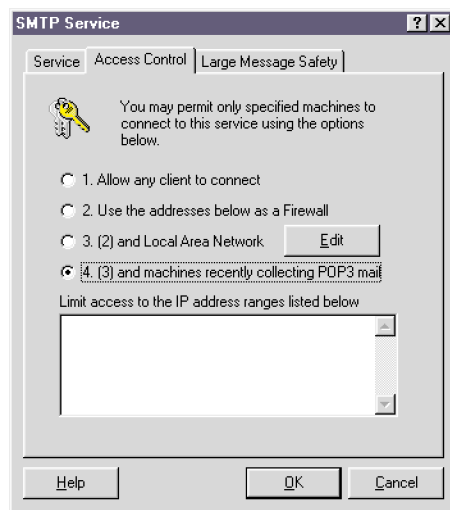 SMTP Service
Service
Access Control
Large Message Safety
You may permit only specified machines to
connect to this service using the options
below.
1. Allow any client to connect
2. Use the addresses below as a Firewall
3. (2) and Local Area Network
Edit
4. (3) and machines recently collecting POP3 mail
Limit access to the IP address ranges listed below
Help
OK
Cancel